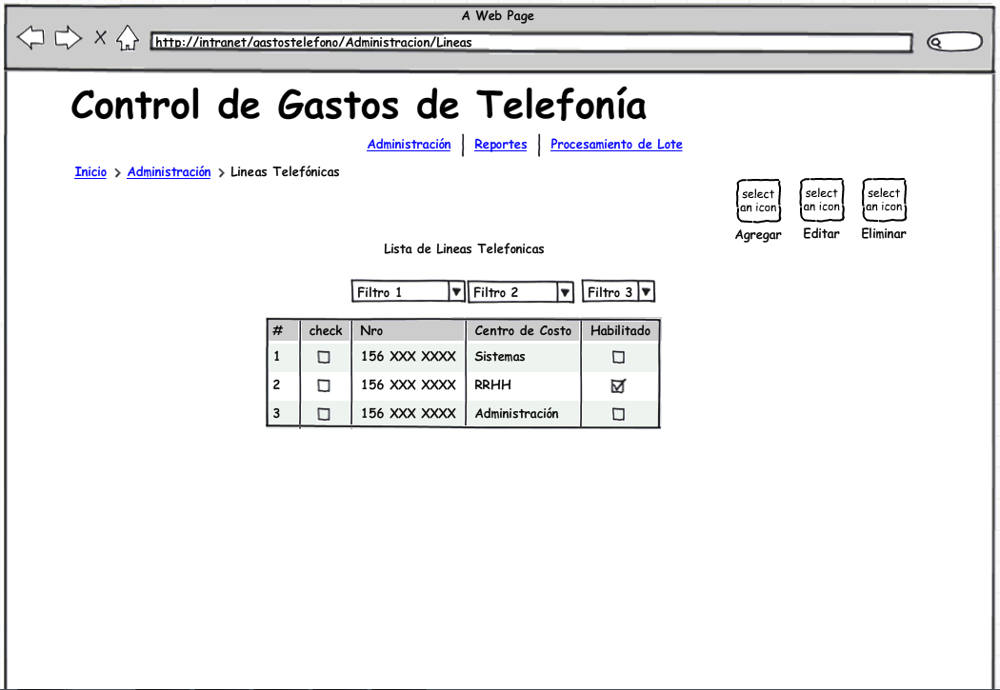 A Web Page
http://intranet/gastostelefono/Administracion/Lineas
Control de Gastos de Telefonía
Administración | Reportes | Procesamiento de Lote
Inicio > Administración > Lineas Telefónicas
select an icon
Agregar
select an icon
Editar
select an icon
Eliminar
Lista de Lineas Telefonicas
Filtro 1 Filtro 2 Filtro 3
# check Nro Centro de Costo Habilitado
1 156 XXX XXXX Sistemas
2 156 XXX XXXX RRHH
3 156 XXX XXXX Administración